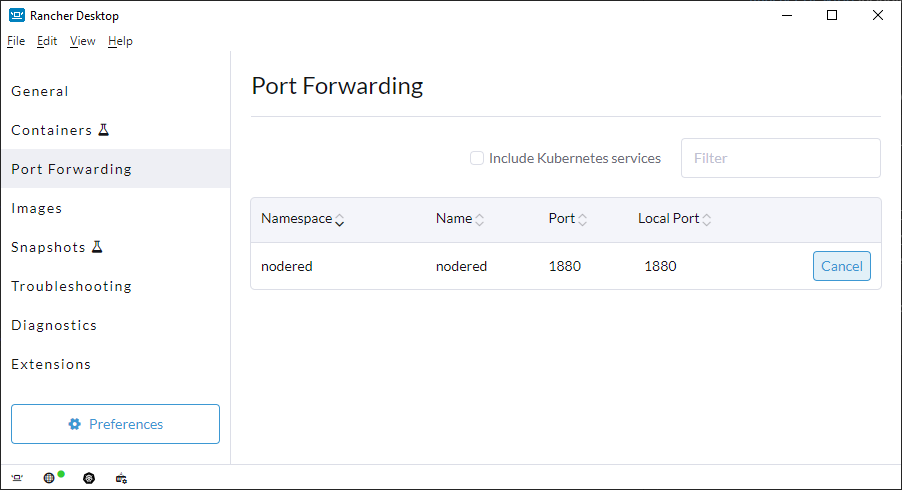 Rancher Desktop
File Edit View Help
General
Containers
Port Forwarding
Images
Snapshots
Troubleshooting
Diagnostics
Extensions
Preferences
Port Forwarding
Include Kubernetes services
Filter
Namespace Name Port Local Port
nodered nodered 1880 1880 Cancel